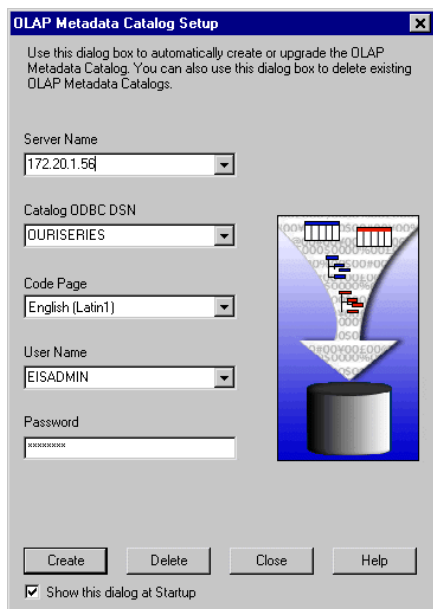 OLAP Metadata Catalog Setup
Use this dialog box to automatically create or upgrade the OLAP
Metadata Catalog. You can also use this dialog box to delete existing
OLAP Metadata Catalogs.
Server Name
172.20.1.56
Catalog ODBC DSN
OURISERIES
Code Page
English (Latin1)
User Name
EISADMIN
Password
********
Create
Delete
Close
Help
Show this dialog at Startup